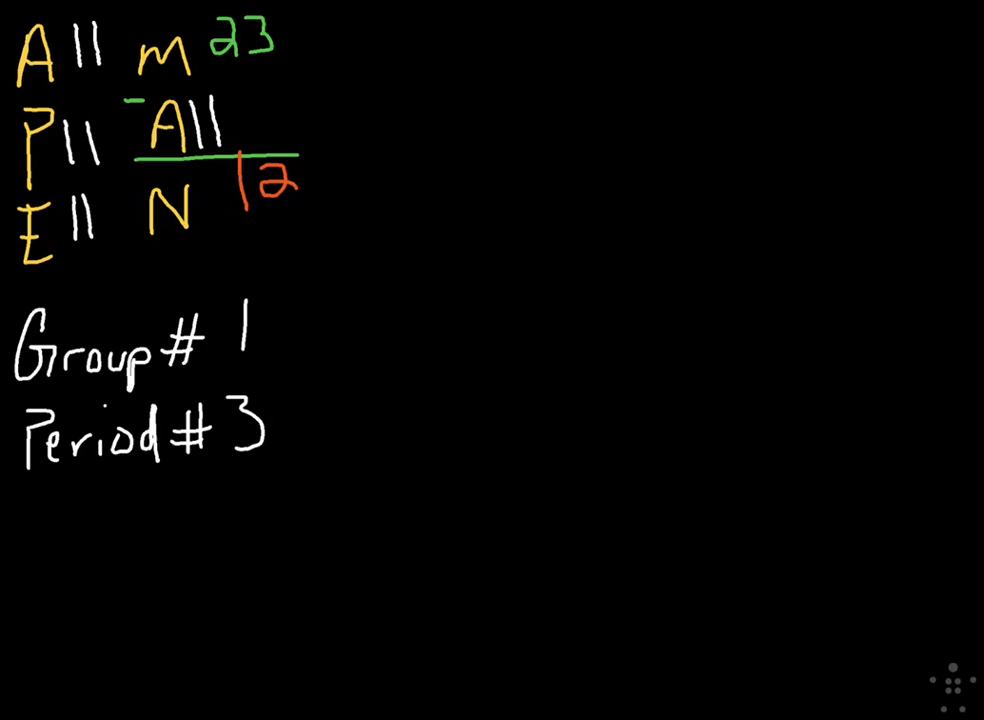 A 11 M 23
P 11 - A 11
E 11 N 12
Group # 1
Period # 3